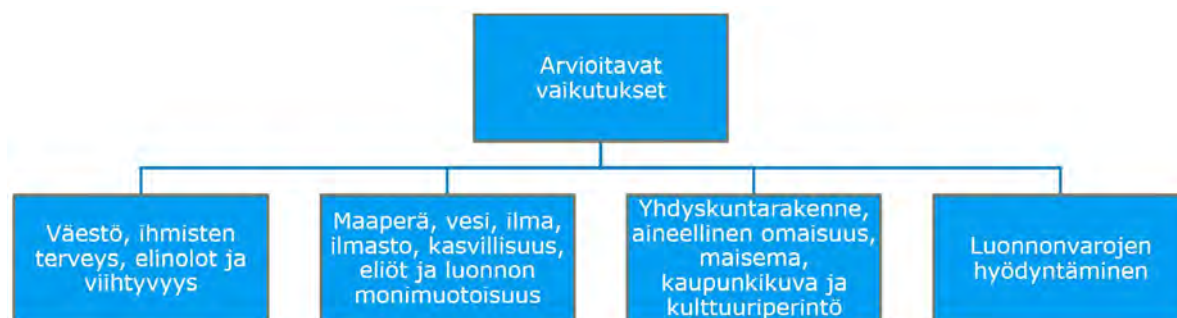 Arvioitavat
vaikutukset
Väestö, ihmisten
terveys, elinolot ja
viihtyvyys
Maaperä, vesi, ilma,
ilmasto, kasvillisuus,
eliöt ja luonnon
monimuotoisuus
Yhdyskuntarakenne,
aineellinen omaisuus,
maisema,
kaupunkikuva ja
kulttuuriperintö
Luonnonvarojen
hyödyntäminen